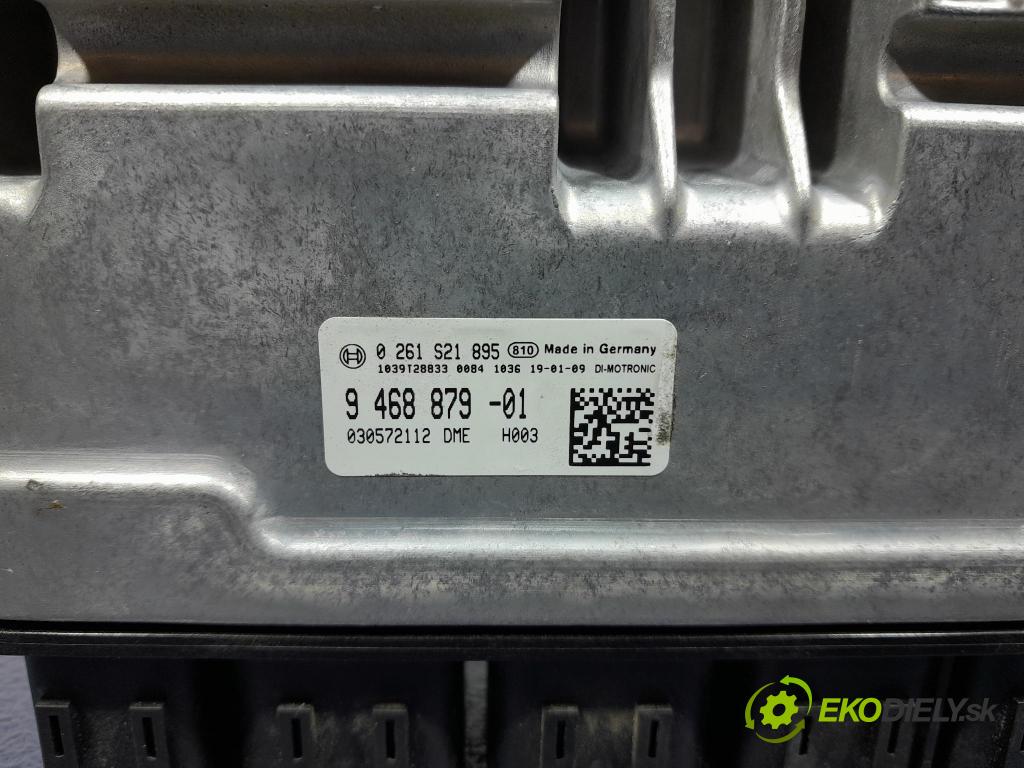 0 261 S21 895 810 Made in Germany
1039T28833 0084 1036 19-01-09 DI-MOTRONIC
9 468 879 -01
030572112 DME H003
EKODIELY.sk